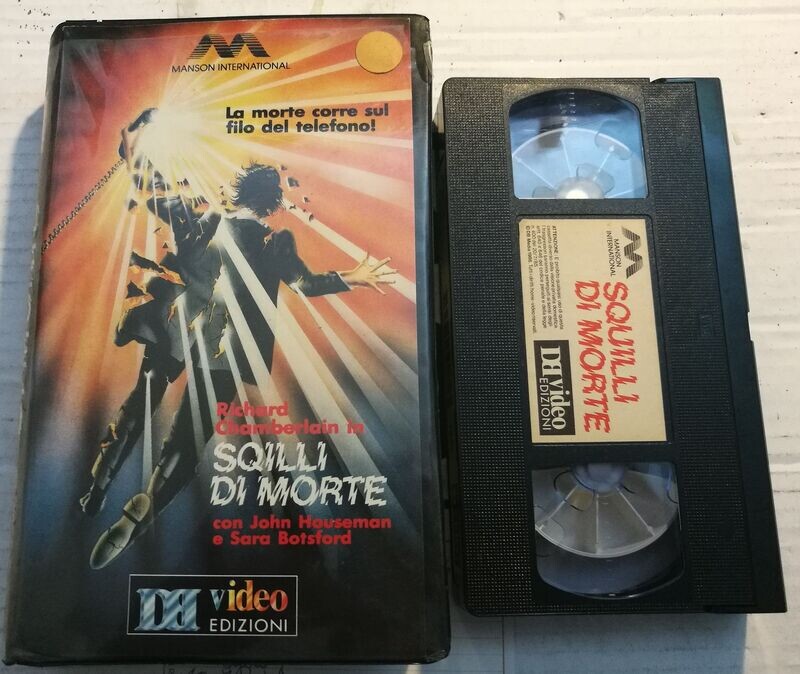 MANSON INTERNATIONAL
La morte corre sul
filo del telefono!
Richard
Chamberlain in
SQILLI
DI MORTE
con John Houseman
e Sara Botsford
DB video
EDIZIONI
MANSON
INTERNATIONAL
SQUILLI
DI MORTE
DB video
EDIZIONI